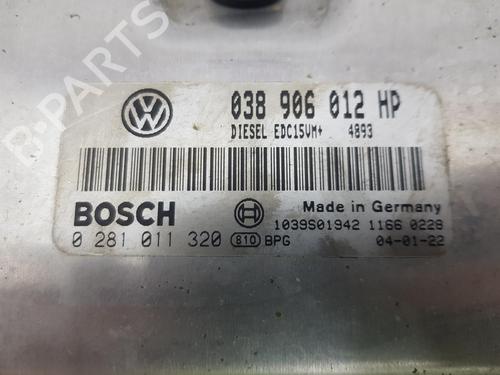 038 906 012 HP
DIESEL EDC15VM+ 4893
BOSCH
Made in Germany
0 281 011 320 810 BPG
1039S01942 1166 0228
04-01-22
B-PARTS